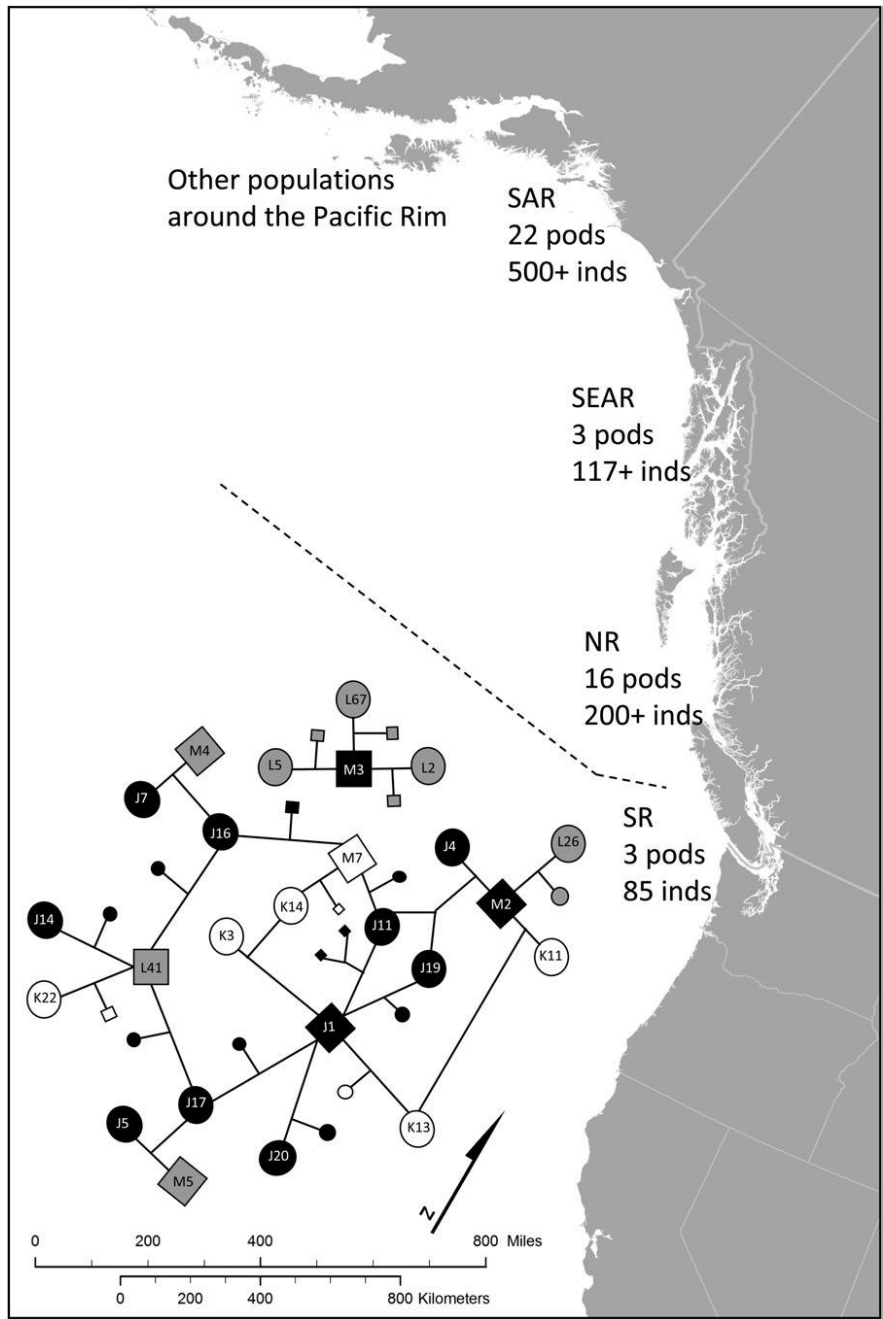 Other populations
around the Pacific Rim
SAR
22 pods
500+ inds
SEAR
3 pods
117+ inds
NR
16 pods
200+ inds
SR
3 pods
85 inds
L67
M4
L5
M3
L2
J7
J16
J4
L26
M7
M2
K14
J14
K3
J11
K11
L41
J19
K22
J1
J17
J5
K13
J20
M5
N
0 200 400 800 Miles
0 200 400 800 Kilometers